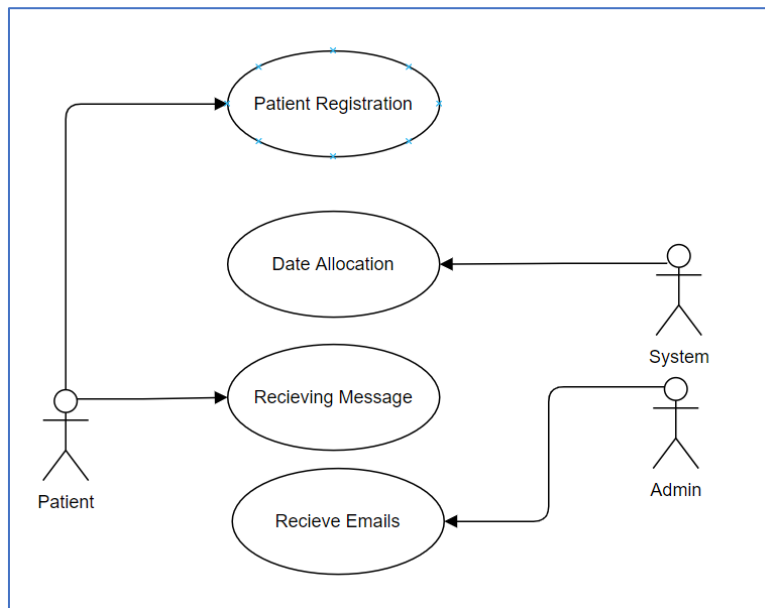 Patient Registration
Date Allocation
System
Recieving Message
Patient
Admin
Recieve Emails